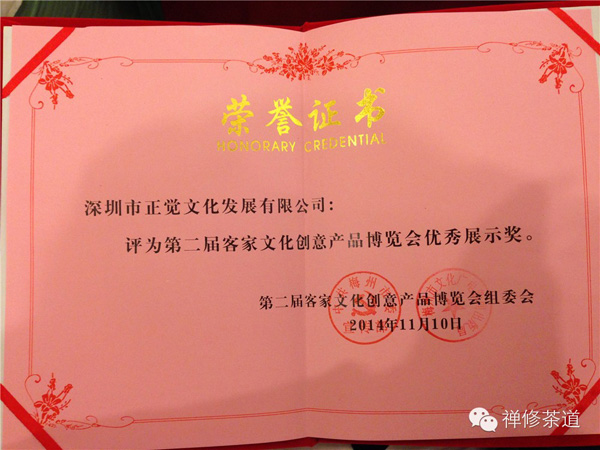 荣誉证书
HONORARY CREDENTIAL
深圳市正觉文化发展有限公司：
评为第二届客家文化创意产品博览会优秀展示奖。
第二届客家文化创意产品博览会组委会
2014年11月10日
禅修茶道